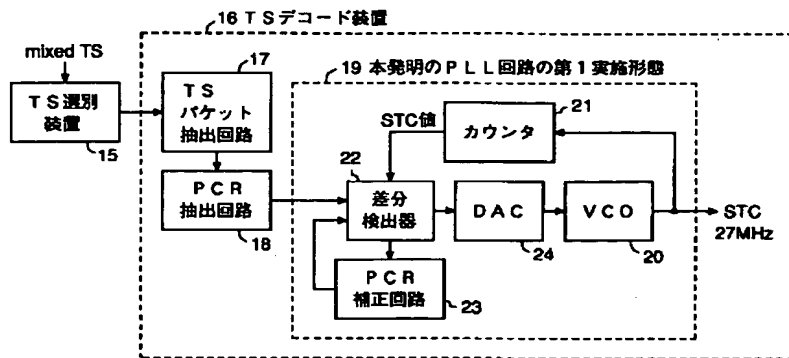 16 TSデコード装置
mixed TS
TS選別
装置
15
17
TS
パケット
抽出回路
PCR
抽出回路
18
19 本発明のPLL回路の第1実施形態
21
カウンタ
STC値
22
差分
検出器
DAC
24
VCO
20
STC
27MHz
PCR
補正回路
23